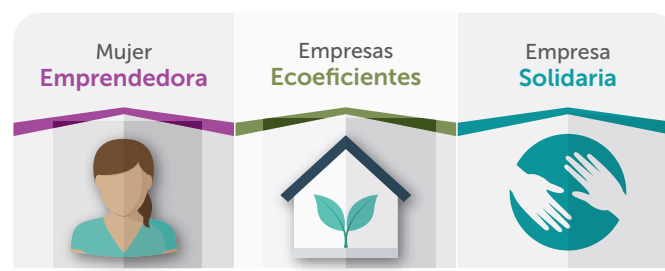 Mujer
Emprendedora
Empresas
Ecoeficientes
Empresa
Solidaria